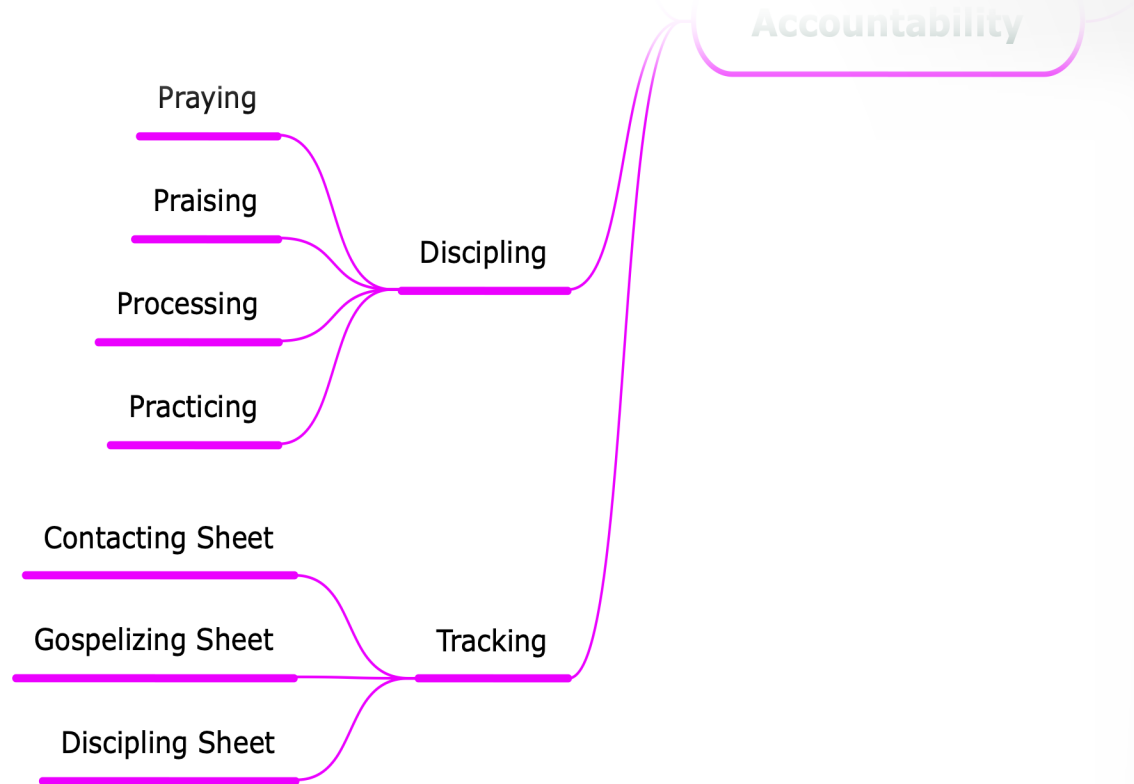 Accountability
Praying
Praising
Discipling
Processing
Practicing
Contacting Sheet
Gospelizing Sheet
Tracking
Discipling Sheet